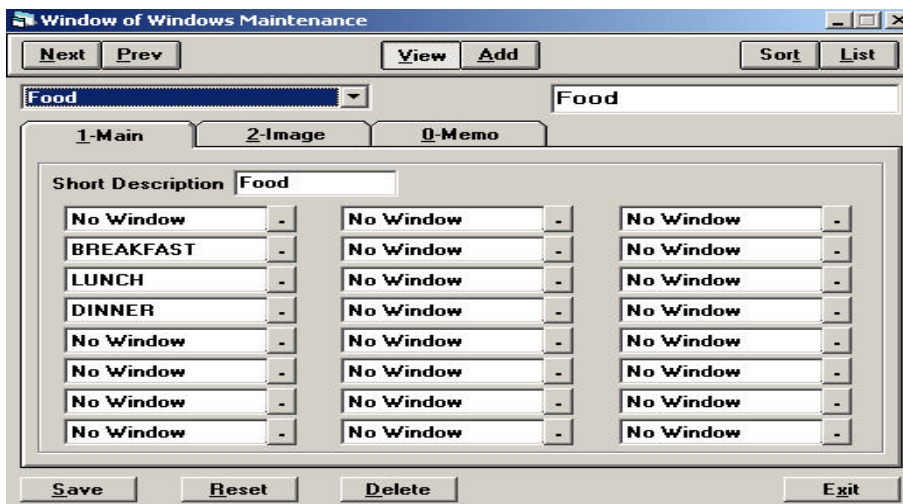 Window of Windows Maintenance
Next Prev View Add Sort List
Food Food
1-Main 2-Image 0-Memo
Short Description Food
No Window - No Window - No Window -
BREAKFAST - No Window - No Window -
LUNCH - No Window - No Window -
DINNER - No Window - No Window -
No Window - No Window - No Window -
No Window - No Window - No Window -
No Window - No Window - No Window -
No Window - No Window - No Window -
Save Reset Delete Exit